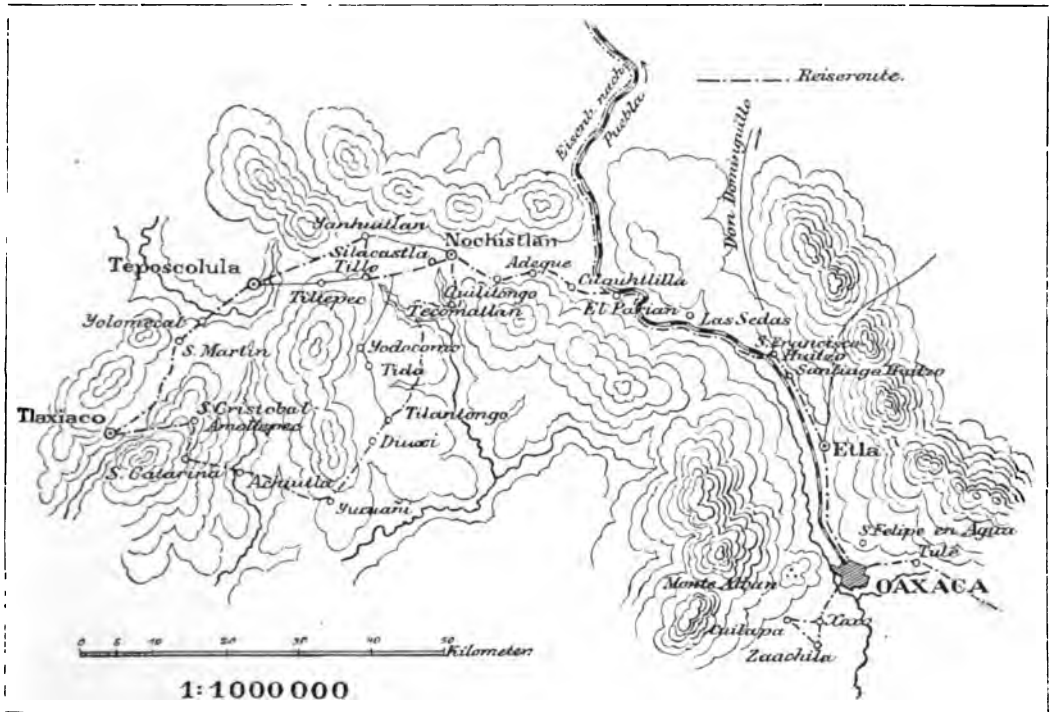 Reiseroute.
Eisenb. nach
Puebla
Don Dominguillo
Yanhuitlan
Nochistlan
Silacastla
Adeque
Teposcolula
Tillo
Tiltepec
Quilitongo
Tecomatlan
Cuauhtlilla
El Parian
Las Sedas
Yolomecal
S. Martin
Yodocomo
Tida
S. Francisco
Huitzo
Santiago Huitzo
Tlaxiaco
S. Cristobal
Amoltepec
Tilantongo
Diuxi
Etla
S. Catarina
Achiutla
Yucuañi
S. Felipe en Agua
Tule
Monte Alban
OAXACA
Cuilapa
Xaxo
Zaachila
0 5 10 20 30 40 50
Kilometer
1:1000000